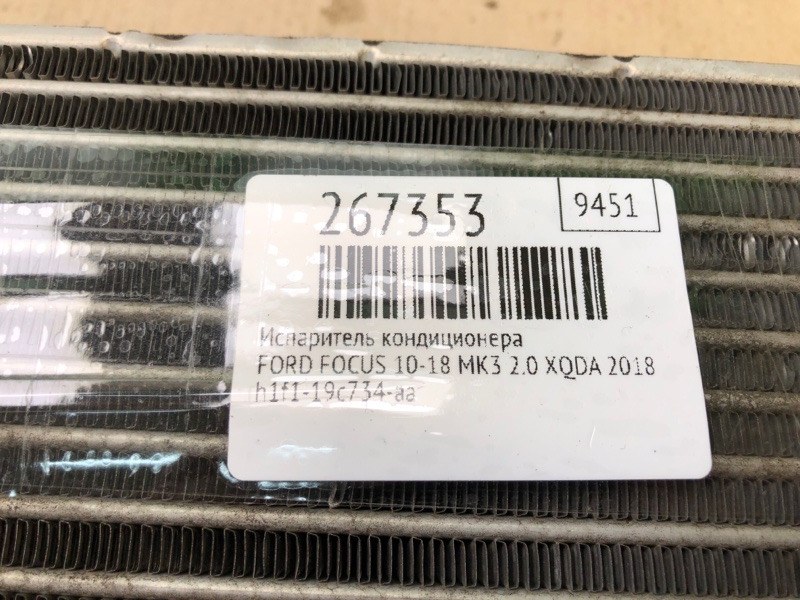 267353
9451
Испаритель кондиционера
FORD FOCUS 10-18 MK3 2.0 XQDA 2018
h1f1-19c734-aa